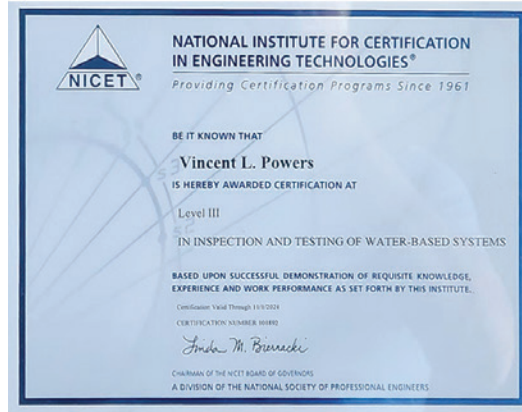 NICET®
NATIONAL INSTITUTE FOR CERTIFICATION
IN ENGINEERING TECHNOLOGIES®
Providing Certification Programs Since 1961
BE IT KNOWN THAT
Vincent L. Powers
IS HEREBY AWARDED CERTIFICATION AT
Level III
IN INSPECTION AND TESTING OF WATER-BASED SYSTEMS
BASED UPON SUCCESSFUL DEMONSTRATION OF REQUISITE KNOWLEDGE,
EXPERIENCE AND WORK PERFORMANCE AS SET FORTH BY THIS INSTITUTE.
Certification Valid Through
CERTIFICATION NUMBER
Linda M. Bierracki
CHAIRMAN OF THE NICET BOARD OF GOVERNORS
A DIVISION OF THE NATIONAL SOCIETY OF PROFESSIONAL ENGINEERS